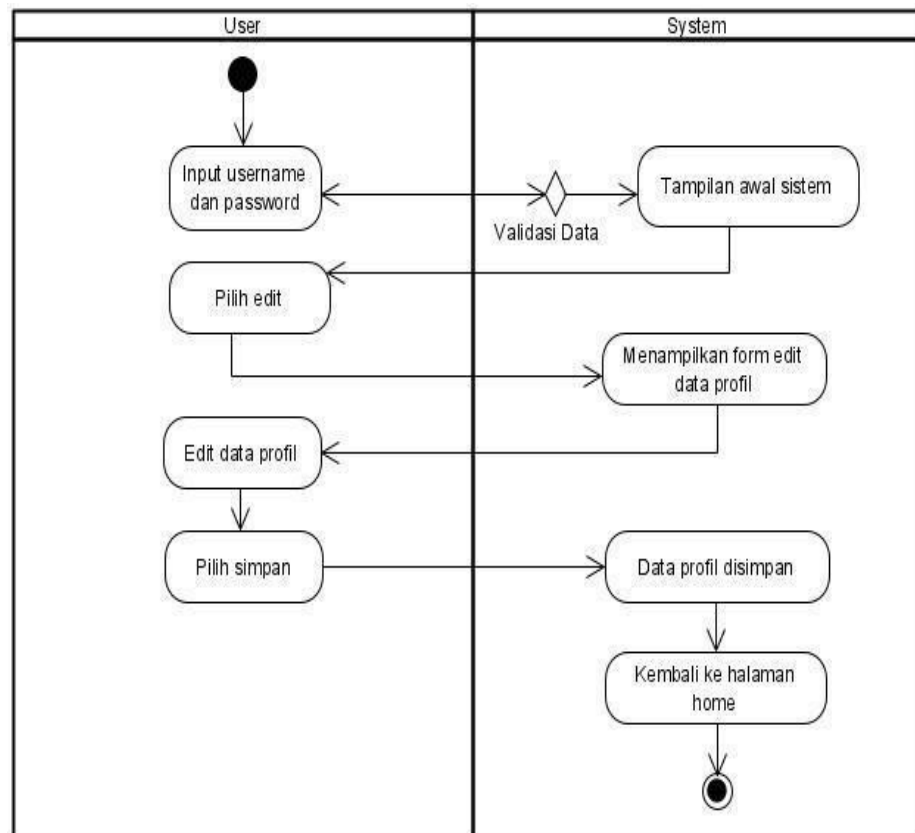 User
System
Input username
dan password
Tampilan awal sistem
Validasi Data
Pilih edit
Menampilkan form edit
data profil
Edit data profil
Pilih simpan
Data profil disimpan
Kembali ke halaman
home